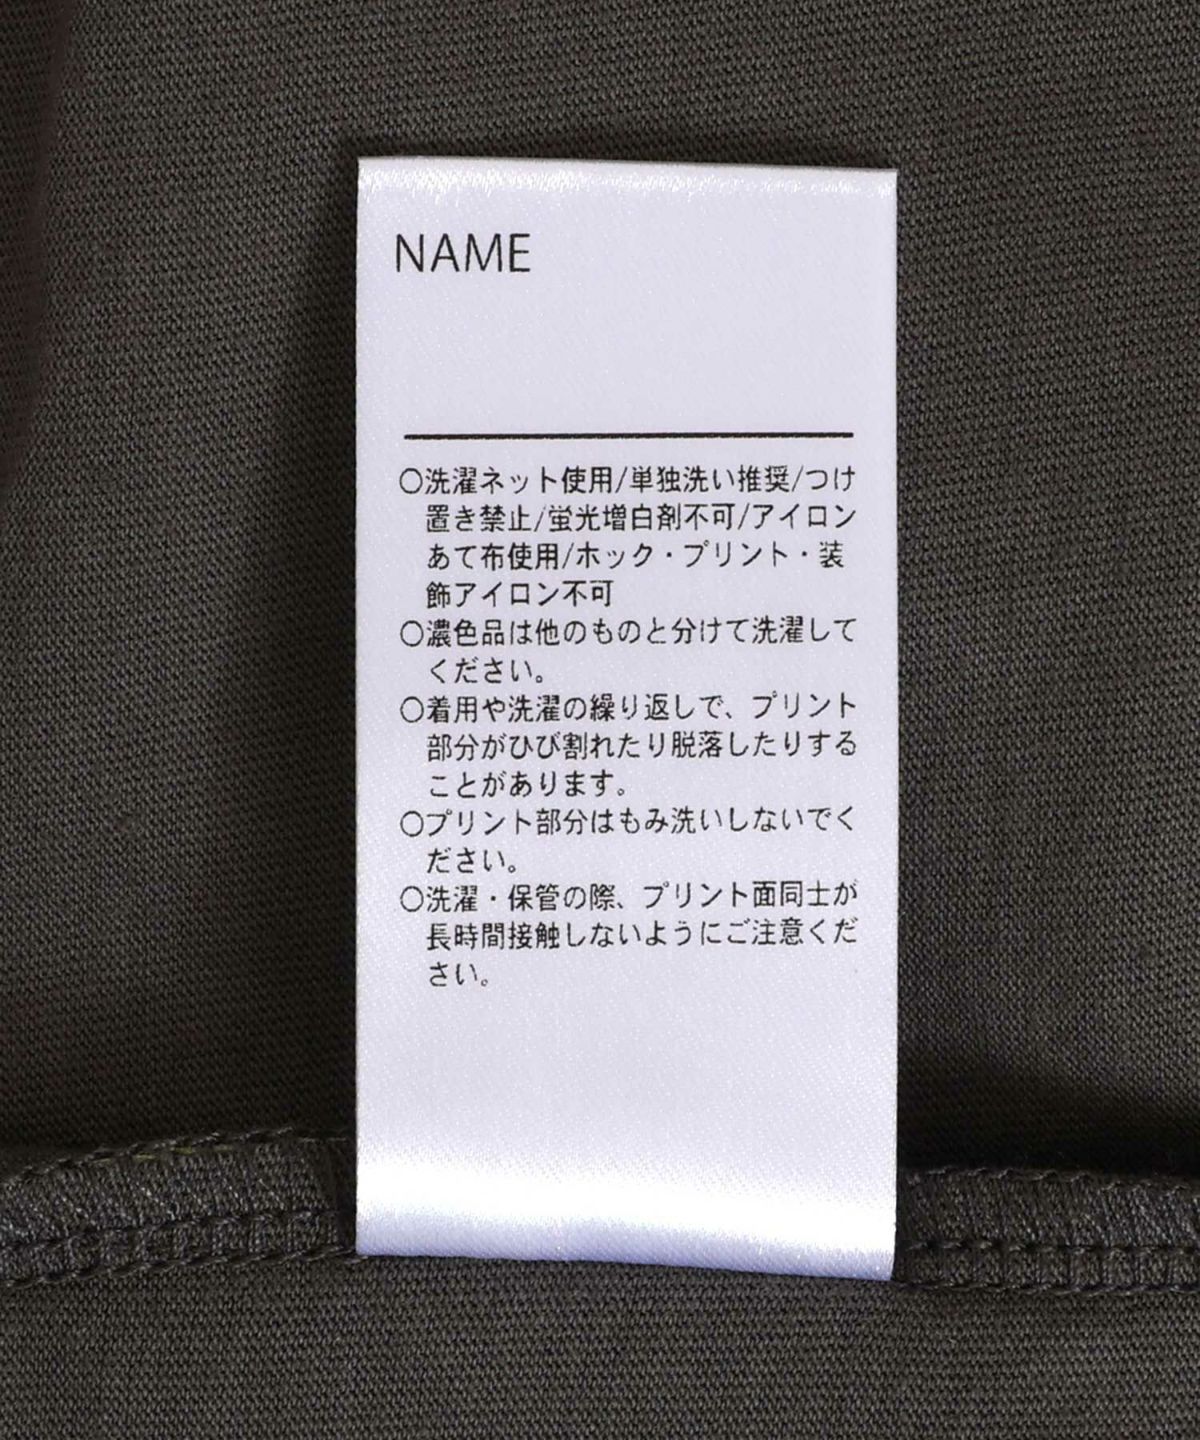 NAME
○洗濯ネット使用/単独洗い推奨/つけ
置き禁止/蛍光増白剤不可/アイロン
あて布使用/ホック・プリント・装
飾アイロン不可
○濃色品は他のものと分けて洗濯して
ください。
○着用や洗濯の繰り返しで、プリント
部分がひび割れたり脱落したりする
ことがあります。
○プリント部分はもみ洗いしないでく
ださい。
○洗濯・保管の際、プリント面同士が
長時間接触しないようにご注意くだ
さい。